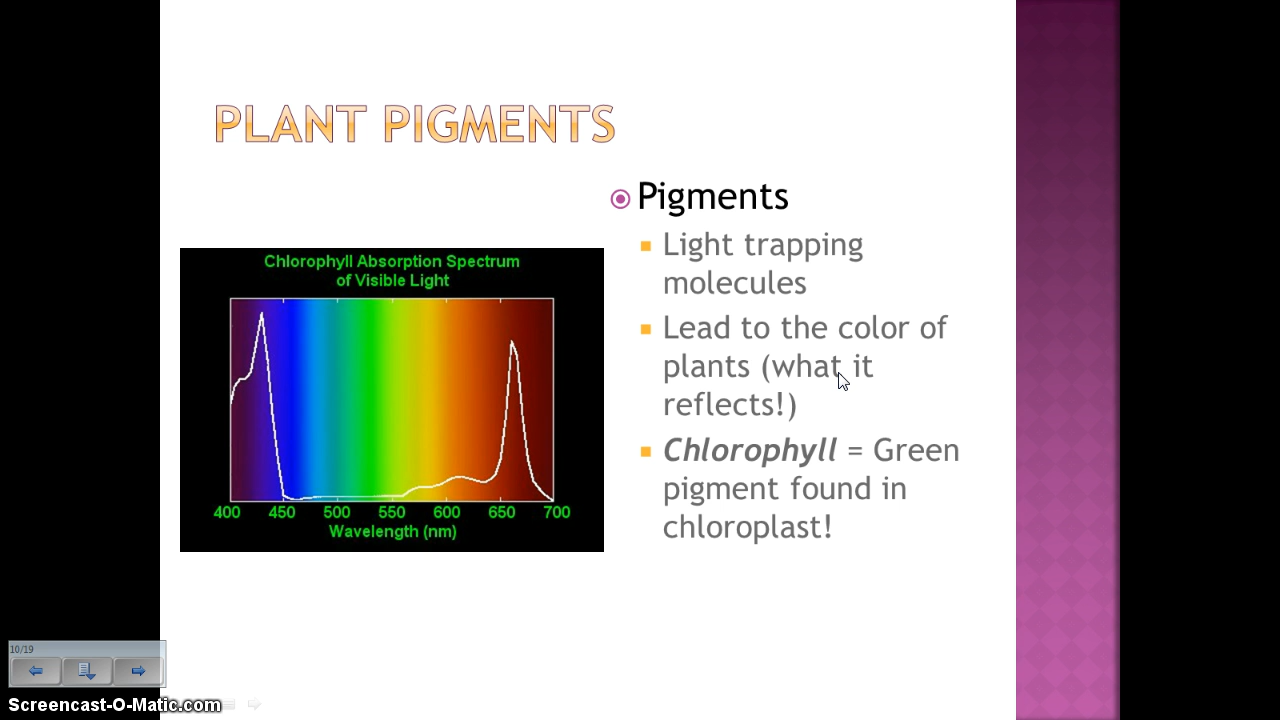 PLANT PIGMENTS
Pigments
Light trapping
molecules
Lead to the color of
plants (what it
reflects!)
Chlorophyll = Green
pigment found in
chloroplast!
Chlorophyll Absorption Spectrum
of Visible Light
400 450 500 550 600 650 700
Wavelength (nm)
10/19
Screencast-O-Matic.com